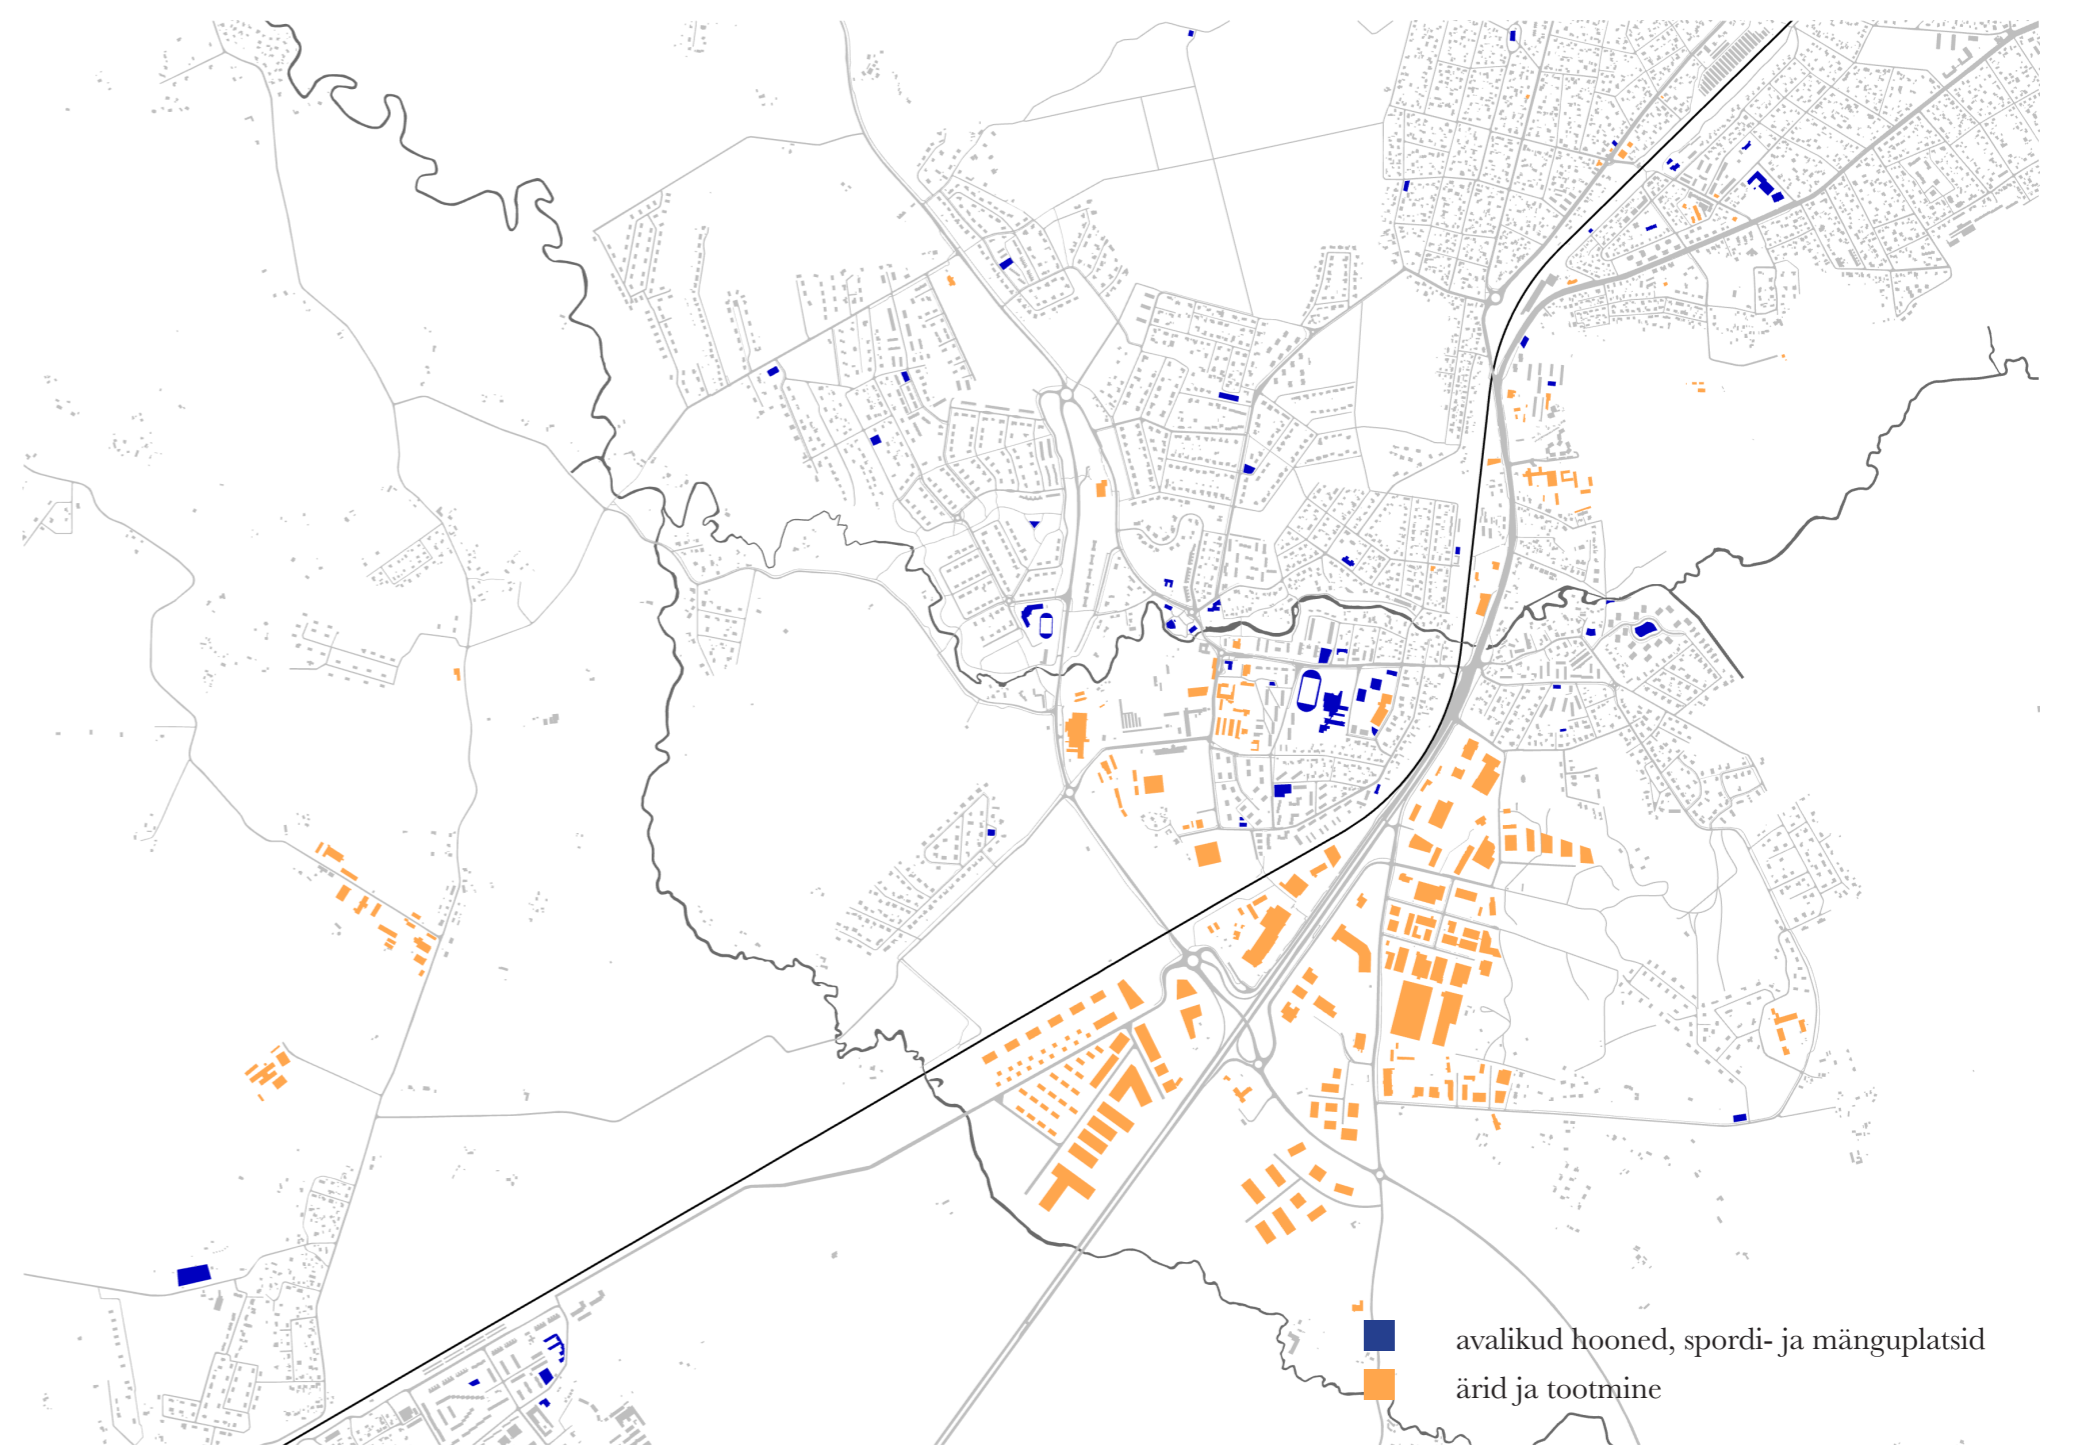 avalikud hooned, spordi- ja mänguplatsid
ärid ja tootmine